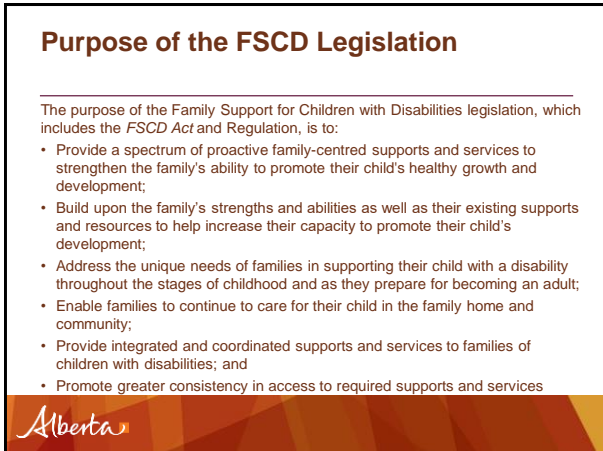 Purpose of the FSCD Legislation
The purpose of the Family Support for Children with Disabilities legislation, which
includes the FSCD Act and Regulation, is to:
• Provide a spectrum of proactive family-centred supports and services to
strengthen the family's ability to promote their child's healthy growth and
development;
• Build upon the family's strengths and abilities as well as their existing supports
and resources to help increase their capacity to promote their child's
development;
• Address the unique needs of families in supporting their child with a disability
throughout the stages of childhood and as they prepare for becoming an adult;
• Enable families to continue to care for their child in the family home and
community;
• Provide integrated and coordinated supports and services to families of
children with disabilities; and
• Promote greater consistency in access to required supports and services
Alberta